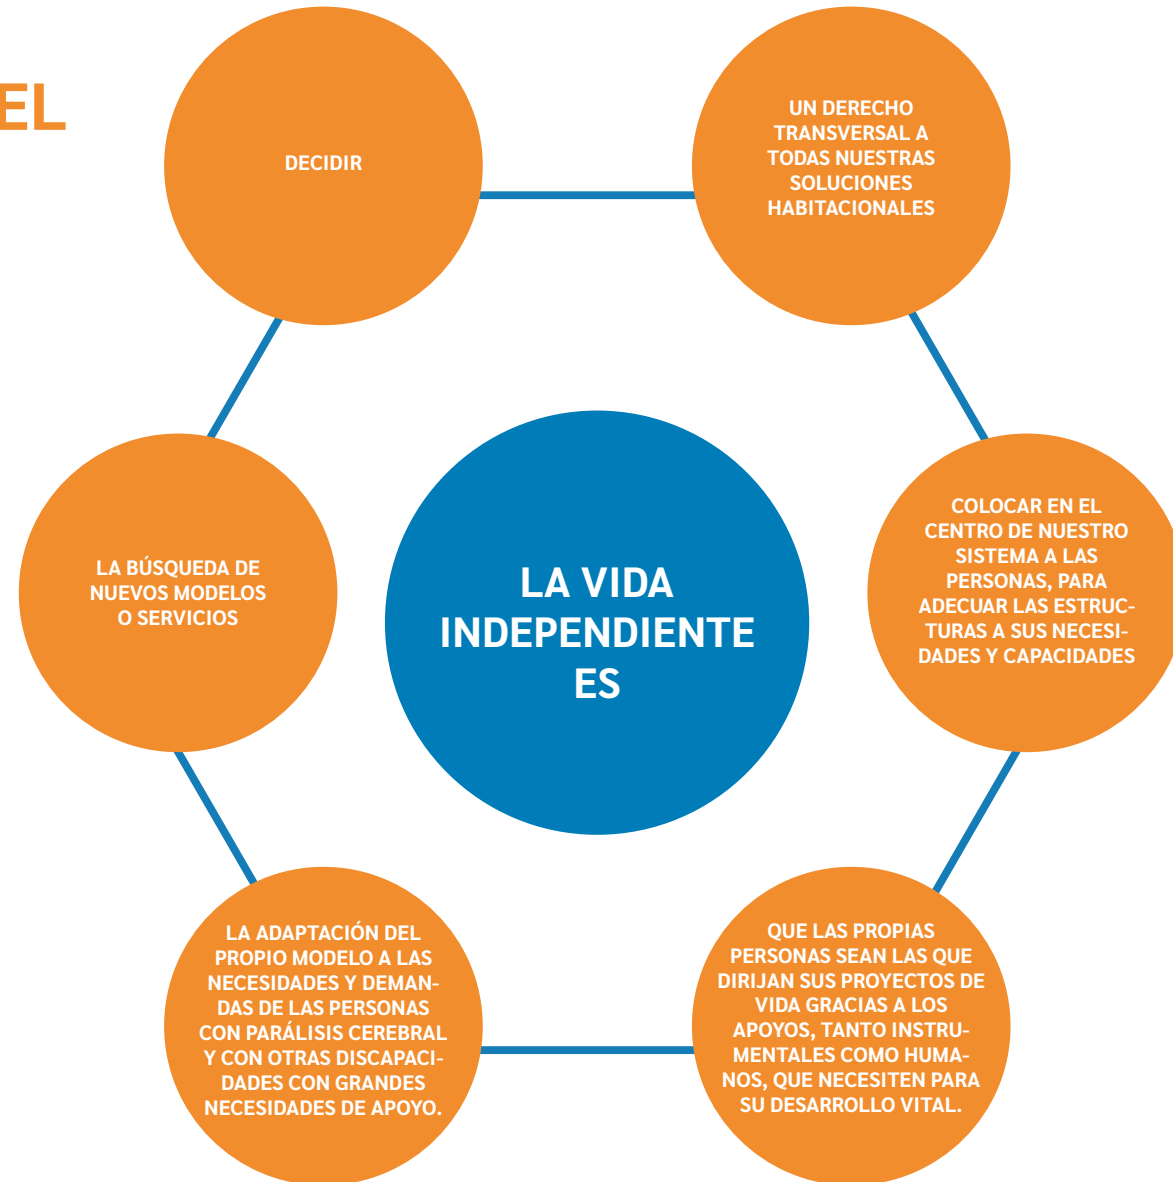 EL
DECIDIR
UN DERECHO
TRANSVERSAL A
TODAS NUESTRAS
SOLUCIONES
HABITACIONALES
COLOCAR EN EL
CENTRO DE NUESTRO
SISTEMA A LAS
PERSONAS, PARA
ADECUAR LAS ESTRUC-
TURAS A SUS NECESI-
DADES Y CAPACIDADES
LA BÚSQUEDA DE
NUEVOS MODELOS
O SERVICIOS
LA VIDA
INDEPENDIENTE
ES
LA ADAPTACIÓN DEL
PROPIO MODELO A LAS
NECESIDADES Y DEMAN-
DAS DE LAS PERSONAS
CON PARÁLISIS CEREBRAL
Y CON OTRAS DISCAPACI-
DADES CON GRANDES
NECESIDADES DE APOYO.
QUE LAS PROPIAS
PERSONAS SEAN LAS QUE
DIRIJAN SUS PROYECTOS DE
VIDA GRACIAS A LOS
APOYOS, TANTO INSTRU-
MENTALES COMO HUMA-
NOS, QUE NECESITEN PARA
SU DESARROLLO VITAL.